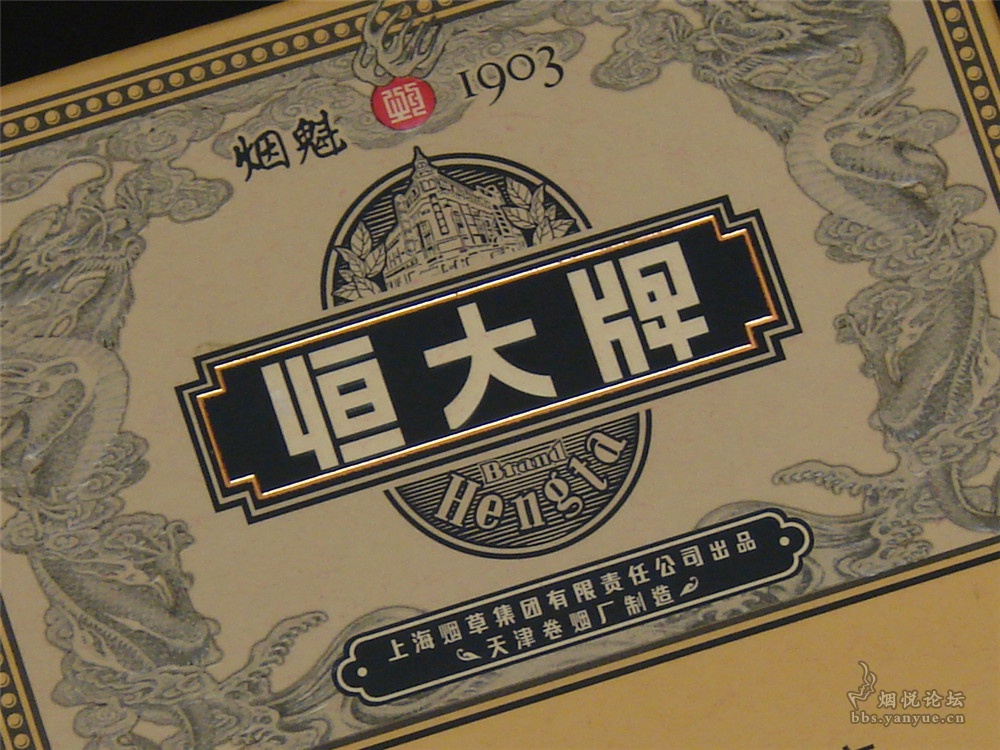 烟魁 1903
恒大牌
Brand
Hengta
上海烟草集团有限责任公司出品
天津卷烟厂制造
烟悦论坛
bbs.yanyue.cn